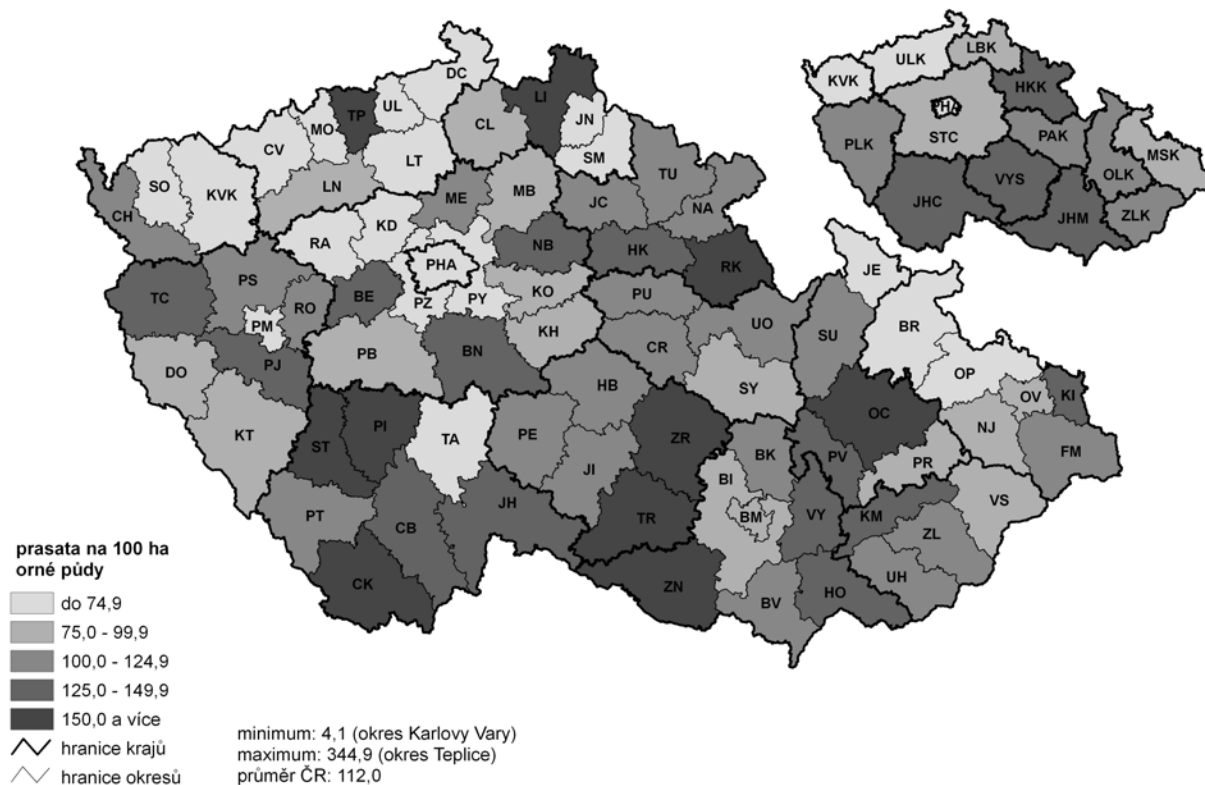 DC
LI
UL
TP
MO
JN
CL
CV
LT
SM
TU
LN
SO
KVK
MB
ME
JC
NA
CH
KD
RA
NB
HK
RK
PHA
PS
TC
BE
KO
PU
RO
PZ
PY
UO
PM
KH
CR
PB
BN
PJ
DO
HB
SY
KT
PI
TA
ST
PE
ZR
JI
BK
BI
BM
PT
CB
JH
TR
VY
CK
ZN
BV
HO
JE
BR
SU
OP
OV
KI
OC
NJ
FM
PV
PR
VS
KM
ZL
UH
LBK
ULK
KVK
HKK
PHA
STC
PAK
PLK
MSK
OLK
VYS
JHC
JHM
ZLK
prasata na 100 ha
orné půdy
do 74,9
75,0 - 99,9
100,0 - 124,9
125,0 - 149,9
150,0 a více
hranice krajů
hranice okresů
minimum: 4,1 (okres Karlovy Vary)
maximum: 344,9 (okres Teplice)
průměr ČR: 112,0